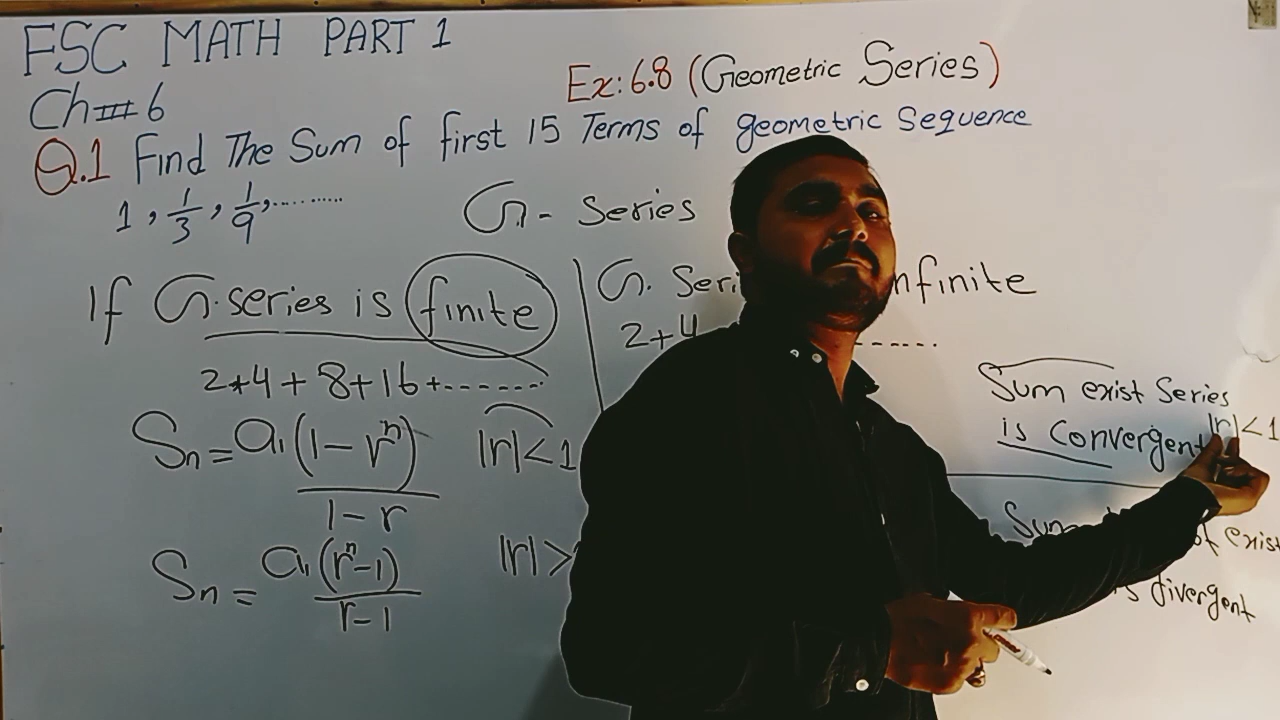 FSC MATH PART 1
Ch# 6
Ex: 6.8 (Geometric Series)
Q.1 Find The Sum of first 15 Terms of geometric Sequence
1, 1/3, 1/9, ..........
G - Series
If G. series is finite
2+4+8+16+.......
Sn = a1(1-r^n)/1-r |r|<1
Sn = a1(r^n-1)/r-1 |r|>
G. Seri nfinite
2+4 ------
Sum exist Series
is Convergent |r|<1
exist
is divergent